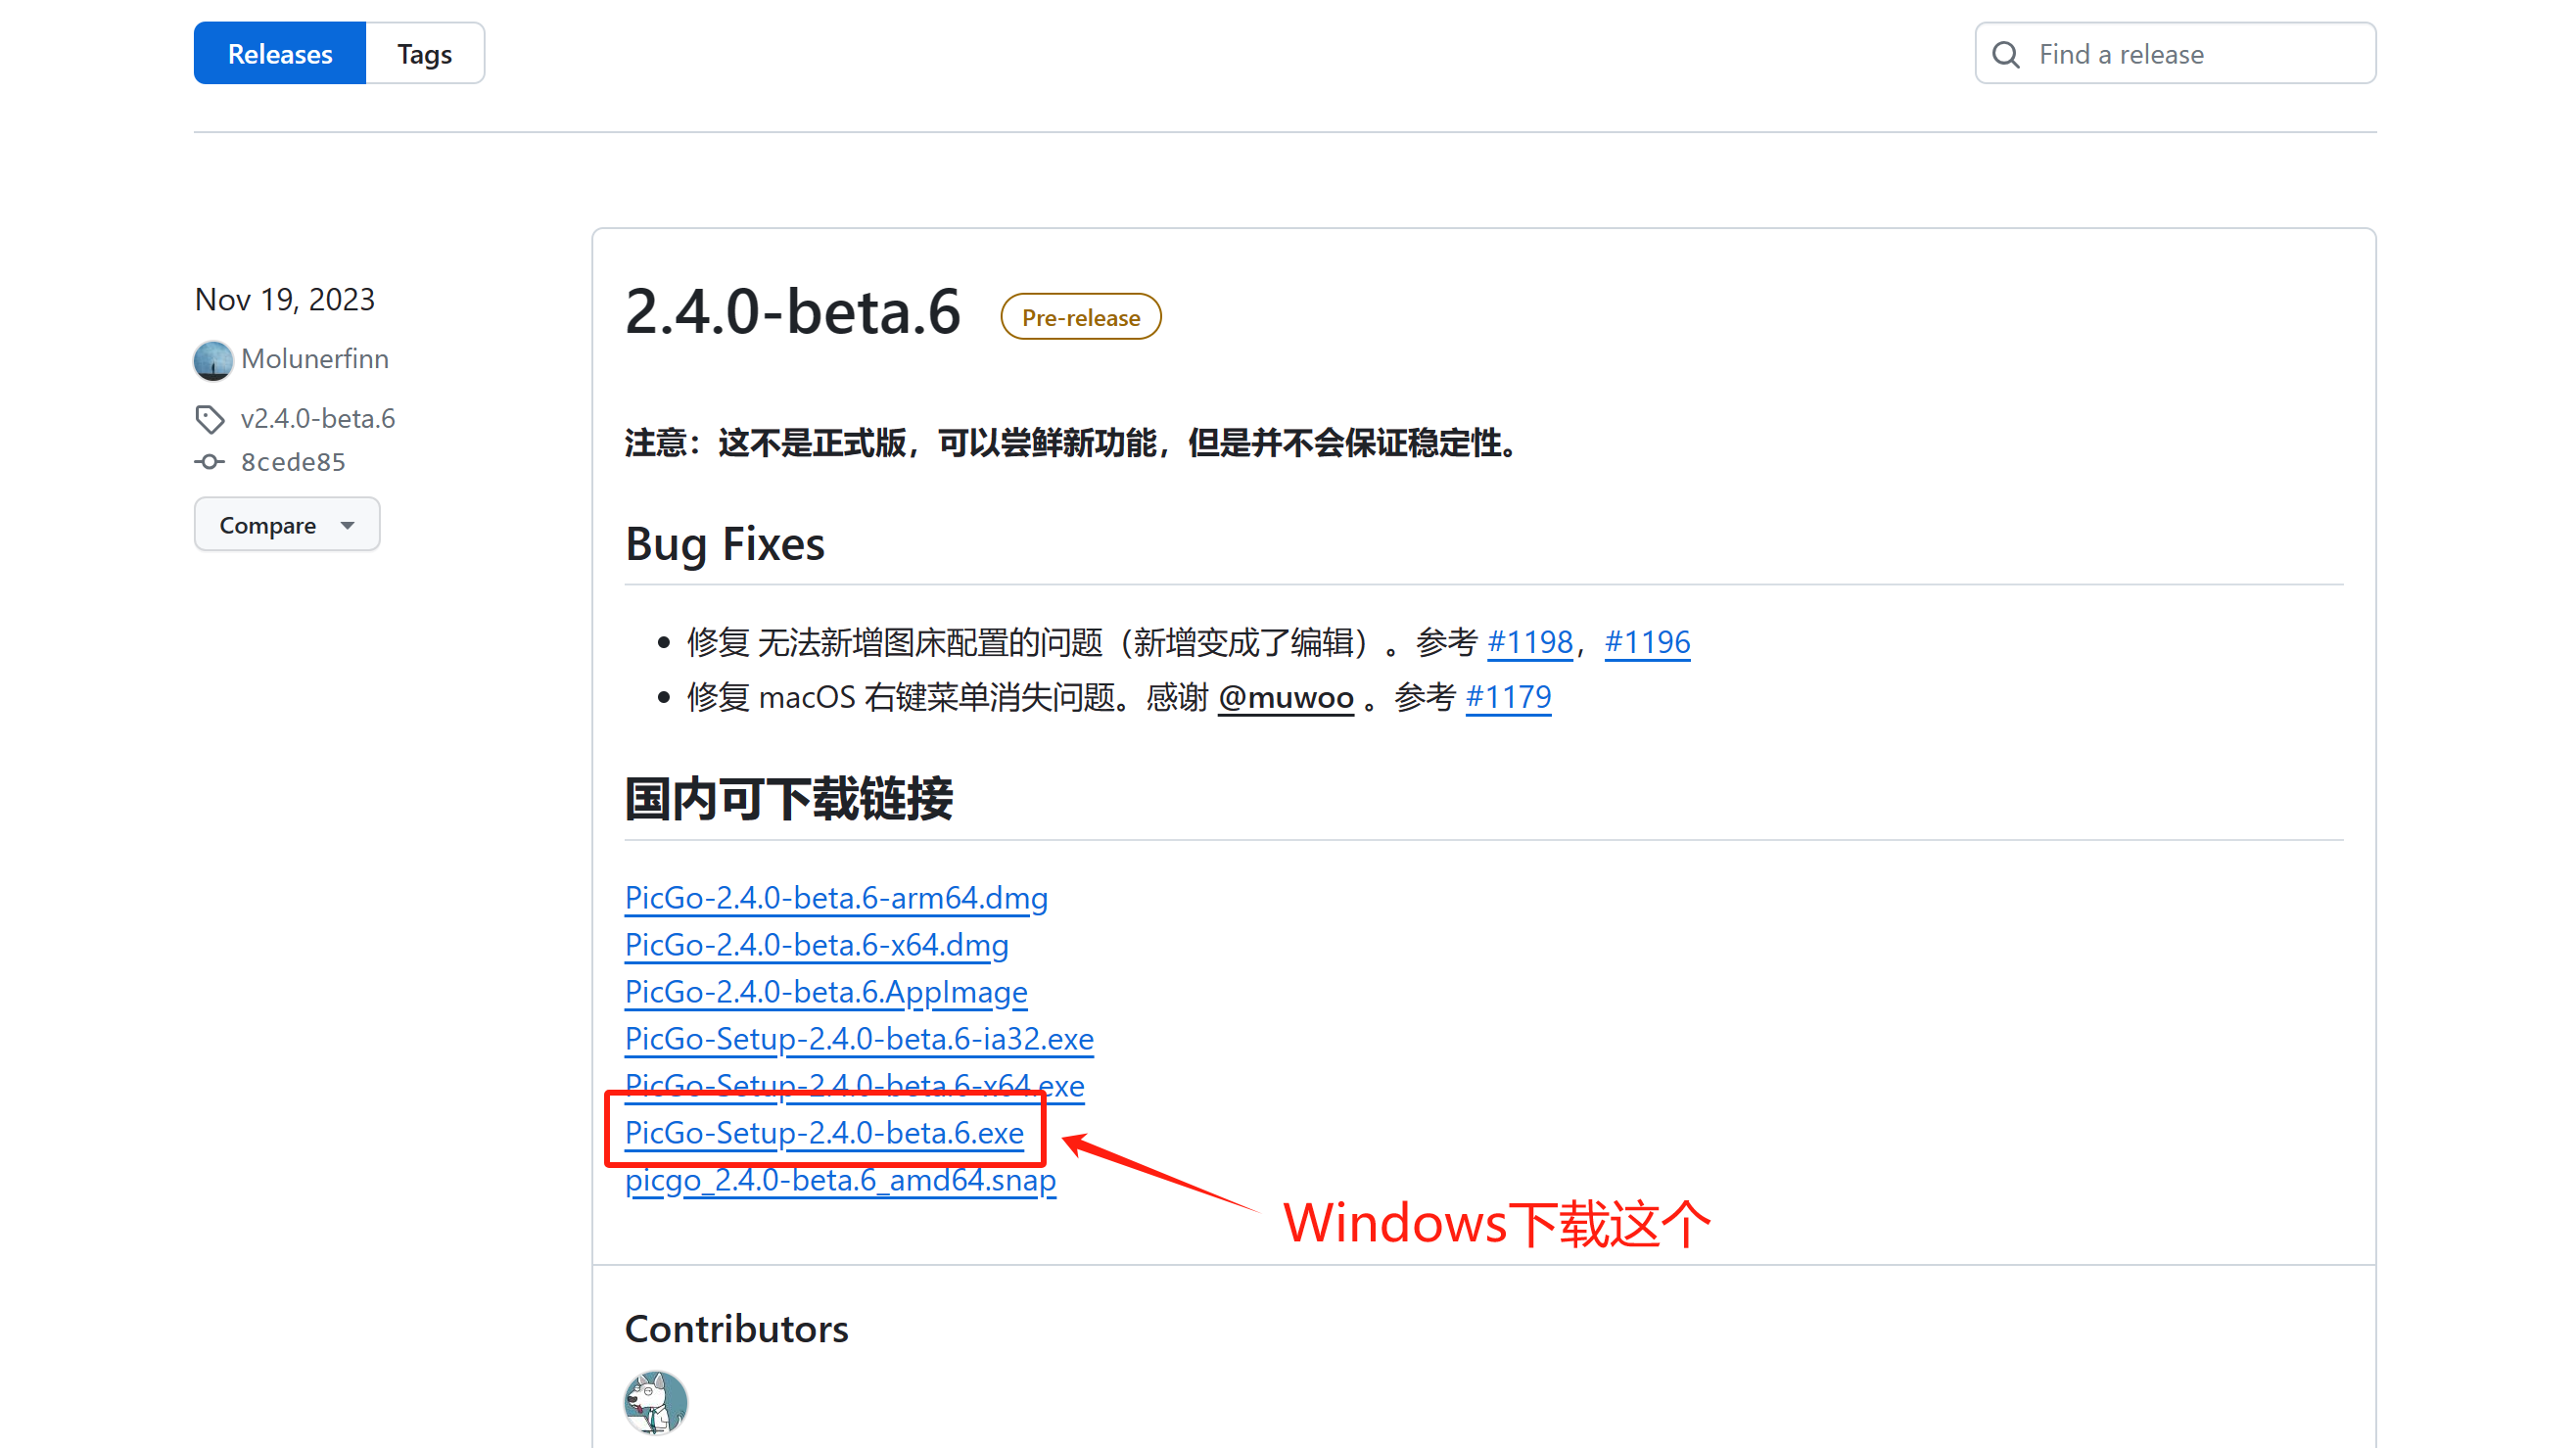 Releases
Tags
Find a release
Nov 19, 2023
Molunerfinn
v2.4.0-beta.6
8cede85
Compare
2.4.0-beta.6 Pre-release
注意：这不是正式版，可以尝鲜新功能，但是并不会保证稳定性。
Bug Fixes
修复 无法新增图床配置的问题（新增变成了编辑）。参考 #1198，#1196
修复 macOS 右键菜单消失问题。感谢 @muwoo 。参考 #1179
国内可下载链接
PicGo-2.4.0-beta.6-arm64.dmg
PicGo-2.4.0-beta.6-x64.dmg
PicGo-2.4.0-beta.6.AppImage
PicGo-Setup-2.4.0-beta.6-ia32.exe
PicGo-Setup-2.4.0-beta.6-x64.exe
PicGo-Setup-2.4.0-beta.6.exe
picgo_2.4.0-beta.6_amd64.snap
Windows下载这个
Contributors